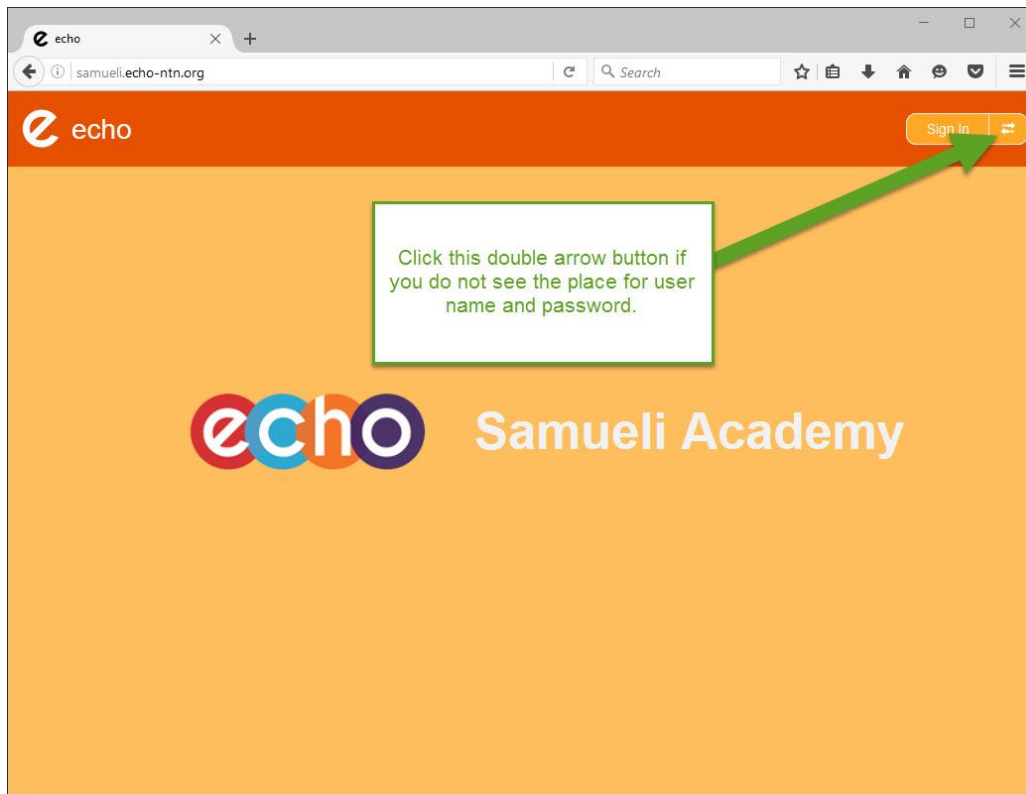 echo
samueli.echo-ntn.org
Search
echo
Sign In
Click this double arrow button if
you do not see the place for user
name and password.
echo Samueli Academy